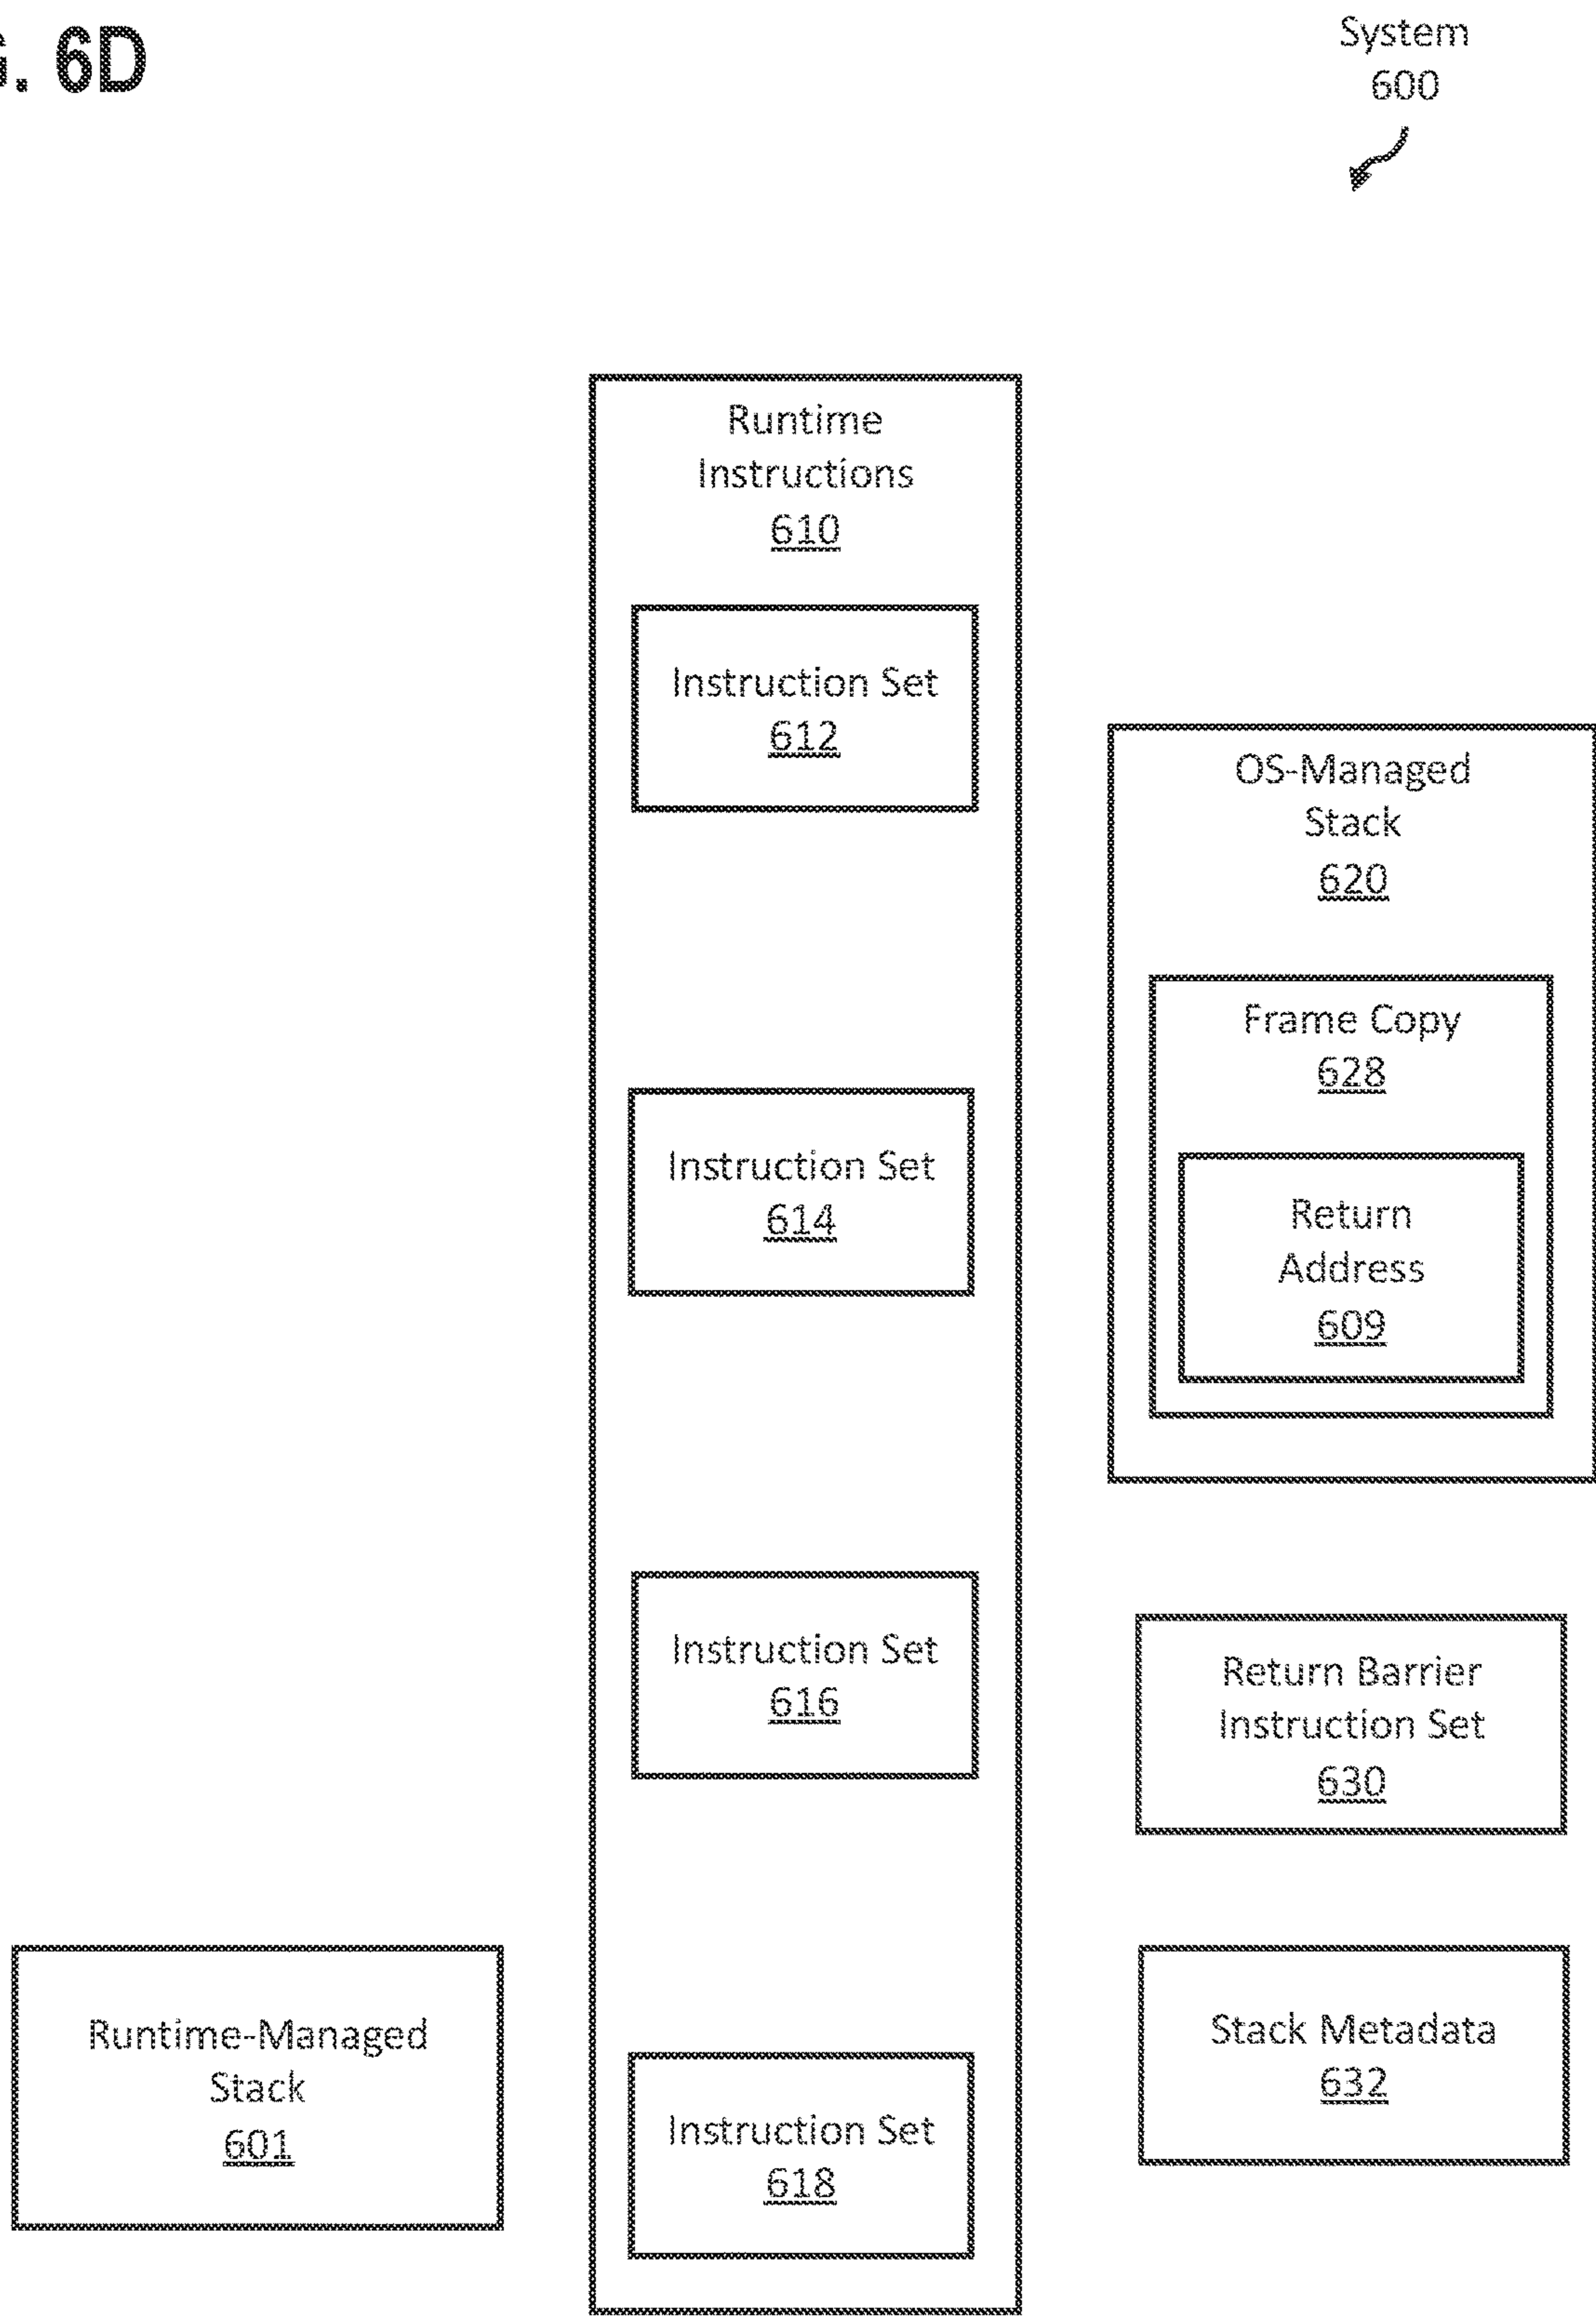 G. 6D
System
600
Runtime
Instructions
610
Instruction Set
612
OS-Managed
Stack
620
Frame Copy
628
Instruction Set
614
Return
Address
609
Instruction Set
616
Return Barrier
Instruction Set
630
Runtime-Managed
Stack
601
Stack Metadata
632
Instruction Set
618